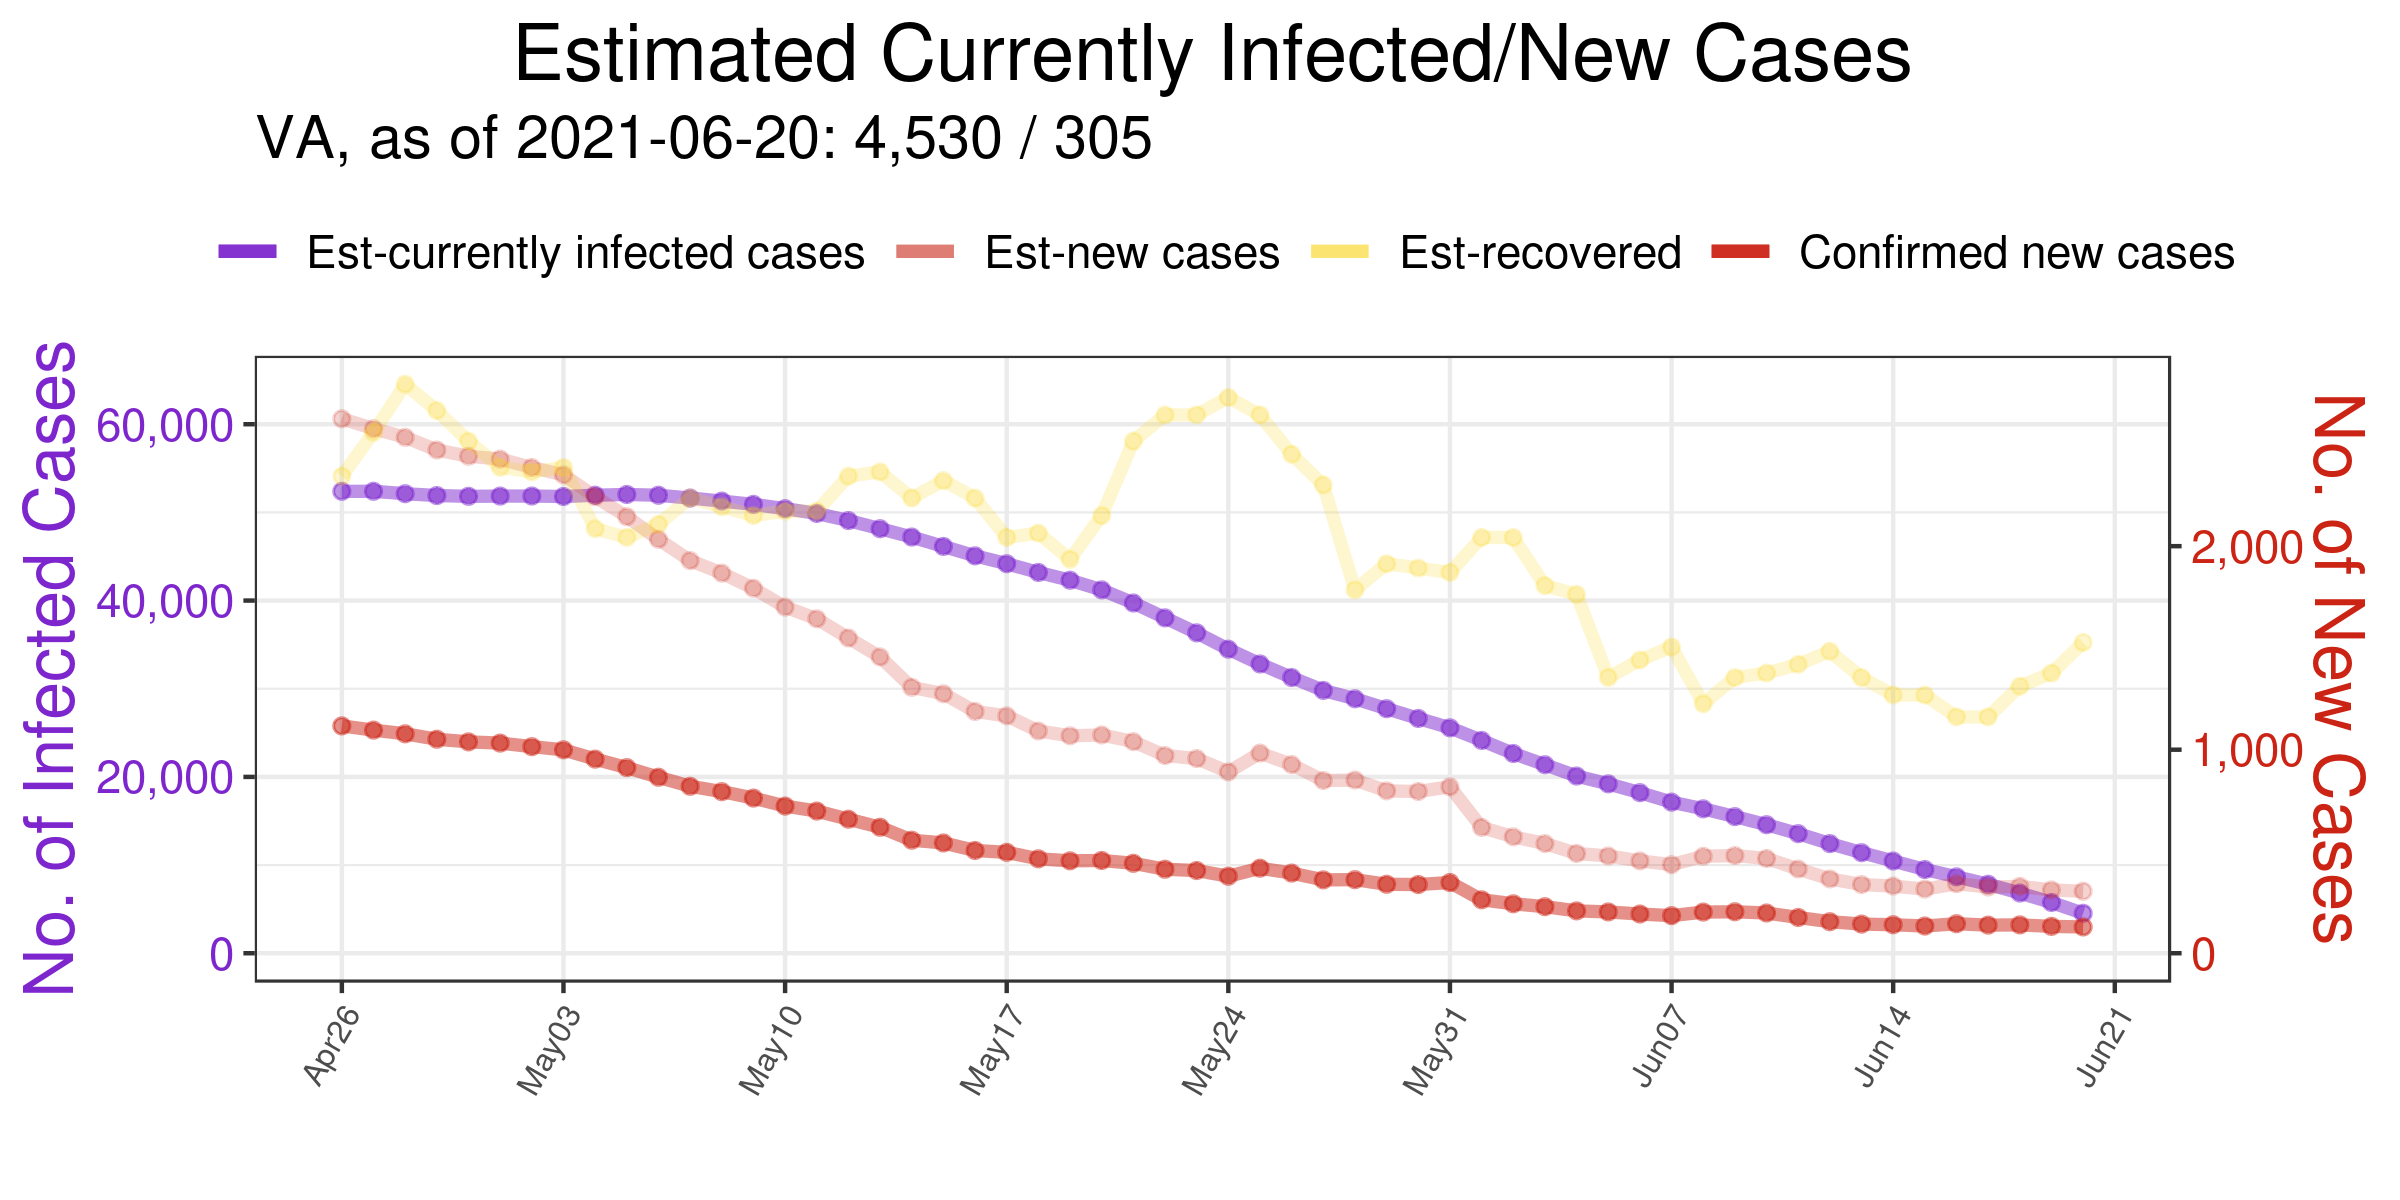 Estimated Currently Infected/New Cases
VA, as of 2021-06-20: 4,530 / 305
Est-currently infected cases
Est-new cases
Est-recovered
Confirmed new cases
No. of Infected Cases
60,000
40,000
20,000
0
2,000
1,000
0
No. of New Cases
Apr26
May03
May10
May17
May24
May31
Jun07
Jun14
Jun21